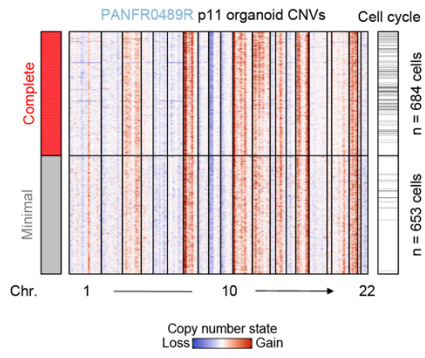 PANFR0489R p11 organoid CNVs
Cell cycle
Complete
n = 684 cells
Minimal
n = 653 cells
Chr. 1 10 22
Copy number state
Loss Gain